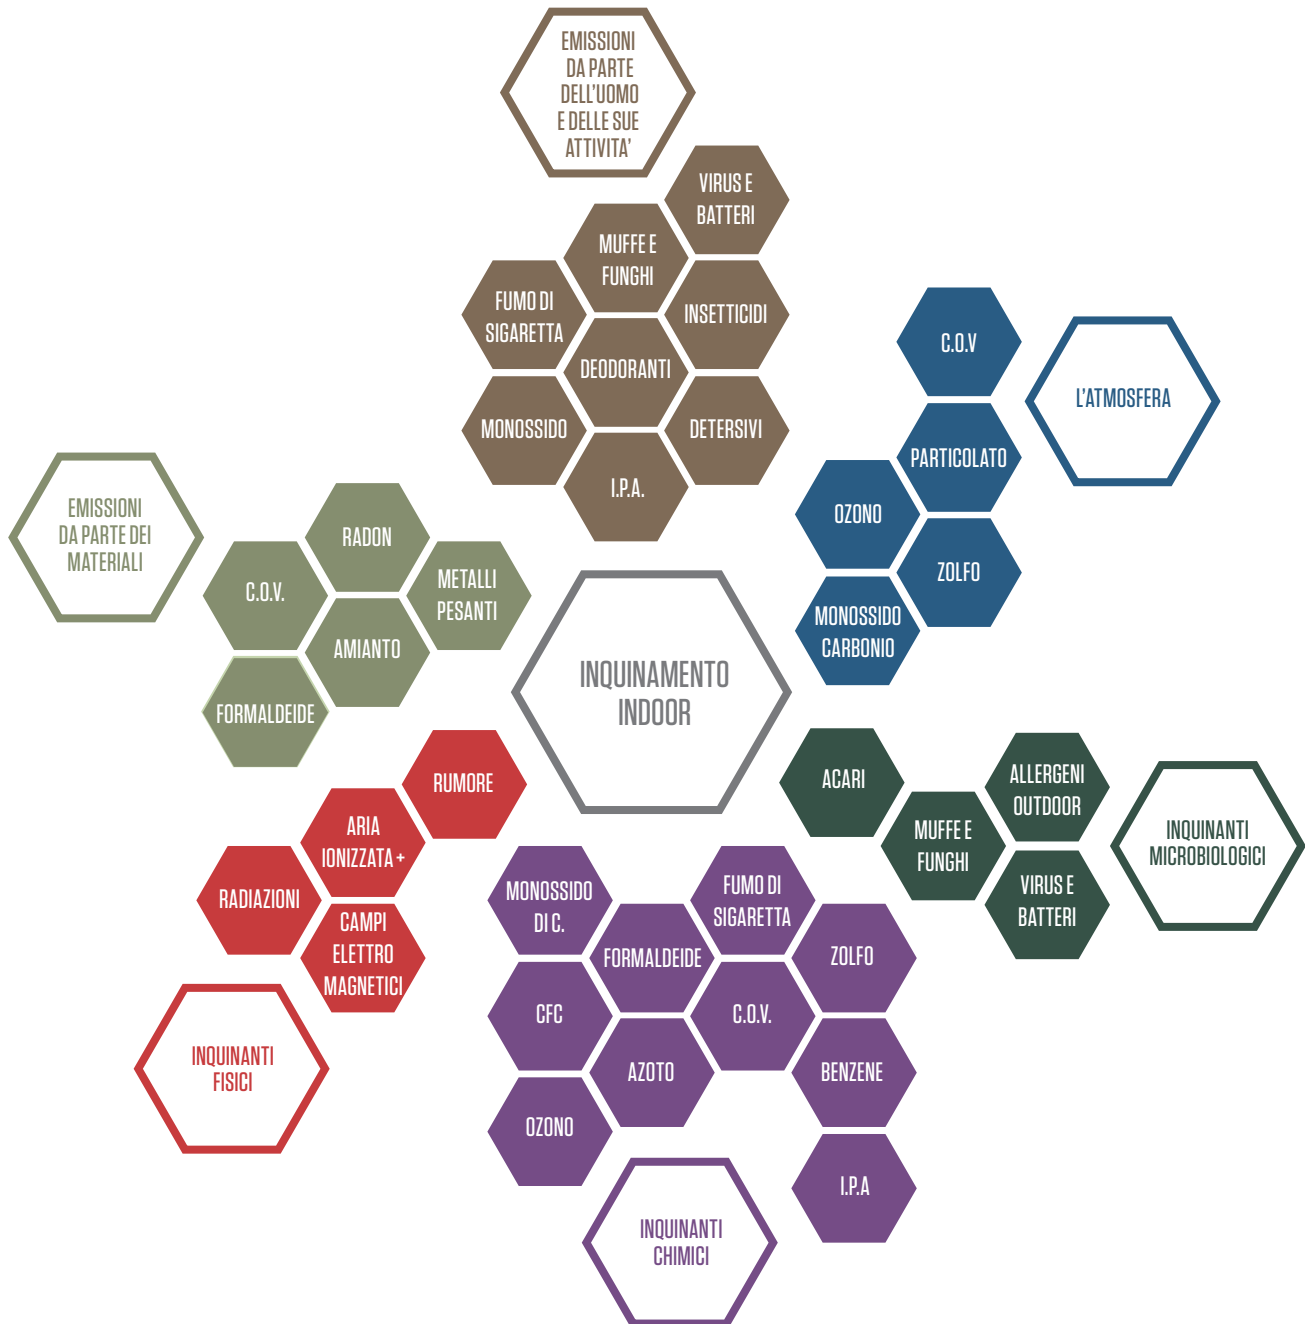 EMISSIONI
DA PARTE
DELL'UOMO
E DELLE SUE
ATTIVITA'
VIRUS E
BATTERI
MUFFE E
FUNGHI
FUMO DI
SIGARETTA
INSETTICIDI
DEODORANTI
MONOSSIDO
DETERSIVI
I.P.A.
C.O.V
L'ATMOSFERA
PARTICOLATO
OZONO
ZOLFO
MONOSSIDO
CARBONIO
EMISSIONI
DA PARTE DEI
MATERIALI
RADON
C.O.V.
METALLI
PESANTI
AMIANTO
FORMALDEIDE
INQUINAMENTO
INDOOR
RUMORE
ARIA
IONIZZATA +
RADIAZIONI
CAMPI
ELETTRO
MAGNETICI
INQUINANTI
FISICI
ACARI
ALLERGENI
OUTDOOR
MUFFE E
FUNGHI
VIRUS E
BATTERI
INQUINANTI
MICROBIOLOGICI
MONOSSIDO
DI C.
FUMO DI
SIGARETTA
FORMALDEIDE
ZOLFO
CFC
C.O.V.
AZOTO
BENZENE
OZONO
I.P.A
INQUINANTI
CHIMICI